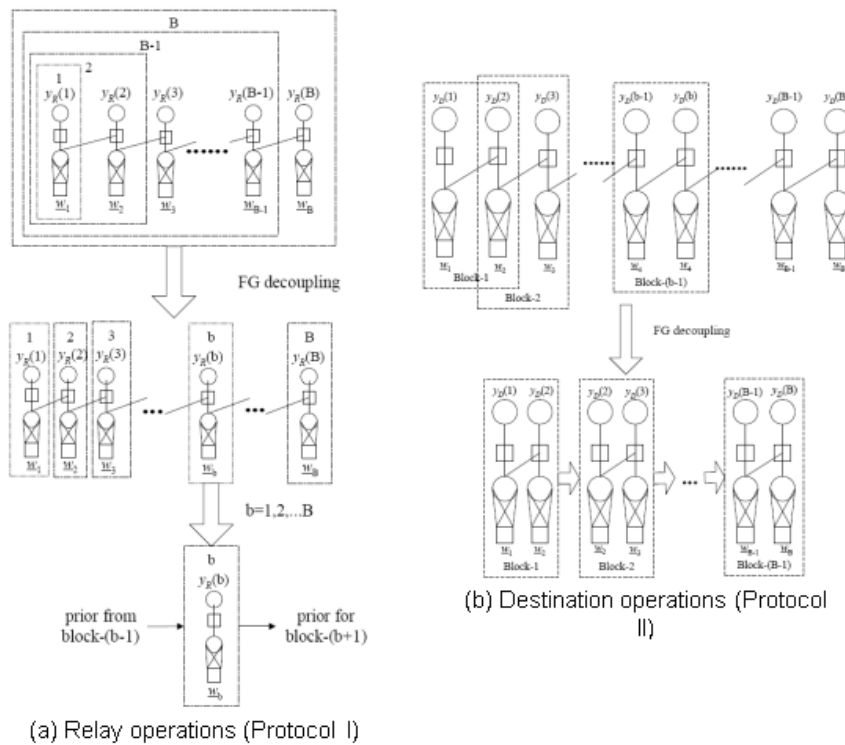 B
B-1
2
1
y_R(1) y_R(2) y_R(3) y_R(B-1) y_R(B)
......
w_1 w_2 w_3 w_B-1 w_B
FG decoupling
1 2 3 b B
y_R(1) y_R(2) y_R(3) y_R(b) y_R(B)
... ...
w_1 w_2 w_3 w_b w_B
b=1,2,...B
b
y_R(b)
prior from
block-(b-1)
prior for
block-(b+1)
w_b
(a) Relay operations (Protocol I)
y_D(1) y_D(2) y_D(3) y_D(b-1) y_D(b) y_D(B-1) y_D(B
...... ......
w_1 w_2 w_3 w_4 w_B-1
Block-1
Block-2
Block-(b-1)
FG decoupling
y_D(1) y_D(2) y_D(2) y_D(3) y_D(B-1) y_D(B)
...
w_1 w_2 w_2 w_3 w_B-1 w_B
Block-1 Block-2 Block-(B-1)
(b) Destination operations (Protocol
II)